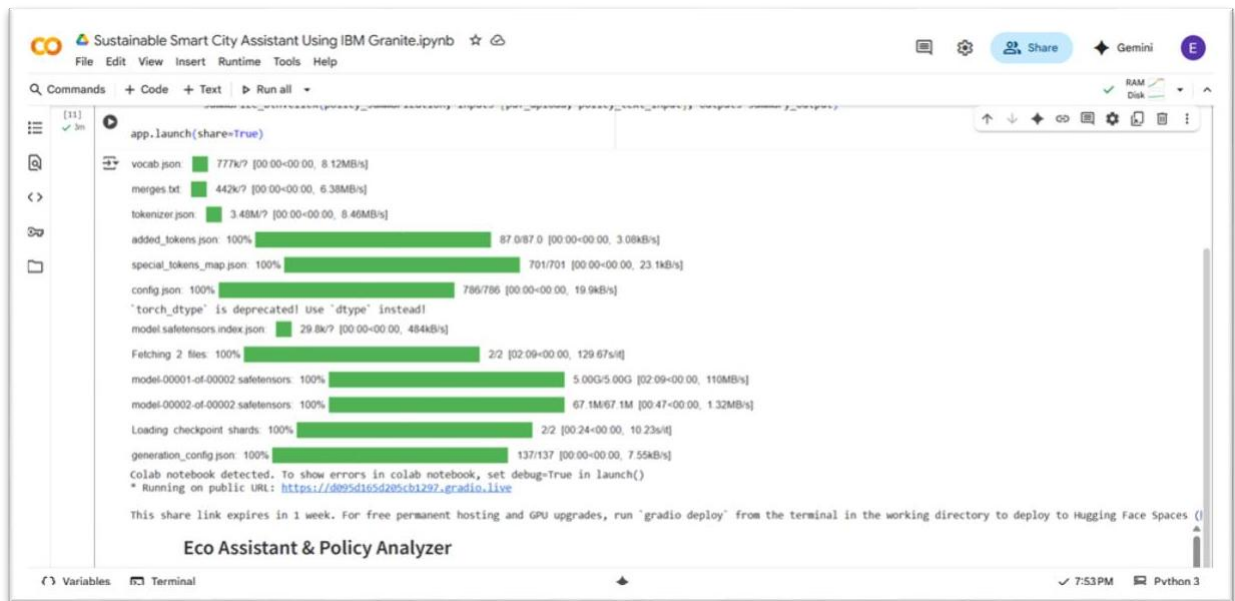 CO Sustainable Smart City Assistant Using IBM Granite.ipynb
File Edit View Insert Runtime Tools Help
Share Gemini E
Commands + Code + Text Run all
RAM
Disk
[11]
3m
summarize_btn.click(policy_summarization, inputs=[pdf_upload, policy_text_input], outputs=summary_output)
app.launch(share=True)
vocab.json: 777k/? [00:00<00:00, 8.12MB/s]
merges.txt: 442k/? [00:00<00:00, 6.38MB/s]
tokenizer.json: 3.48M/? [00:00<00:00, 8.46MB/s]
added_tokens.json: 100% 87.0/87.0 [00:00<00:00, 3.08kB/s]
special_tokens_map.json: 100% 701/701 [00:00<00:00, 23.1kB/s]
config.json: 100% 786/786 [00:00<00:00, 19.9kB/s]
`torch_dtype` is deprecated! Use `dtype` instead!
model.safetensors.index.json: 29.8k/? [00:00<00:00, 484kB/s]
Fetching 2 files: 100% 2/2 [02:09<00:00, 129.67s/it]
model-00001-of-00002.safetensors: 100% 5.00G/5.00G [02:09<00:00, 110MB/s]
model-00002-of-00002.safetensors: 100% 67.1M/67.1M [00:47<00:00, 1.32MB/s]
Loading checkpoint shards: 100% 2/2 [00:24<00:00, 10.23s/it]
generation_config.json: 100% 137/137 [00:00<00:00, 7.55kB/s]
Colab notebook detected. To show errors in colab notebook, set debug=True in launch()
* Running on public URL: https://d095d165d205cb1297.gradio.live
This share link expires in 1 week. For free permanent hosting and GPU upgrades, run `gradio deploy` from the terminal in the working directory to deploy to Hugging Face Spaces (
Eco Assistant & Policy Analyzer
Variables Terminal 7:53 PM Python 3